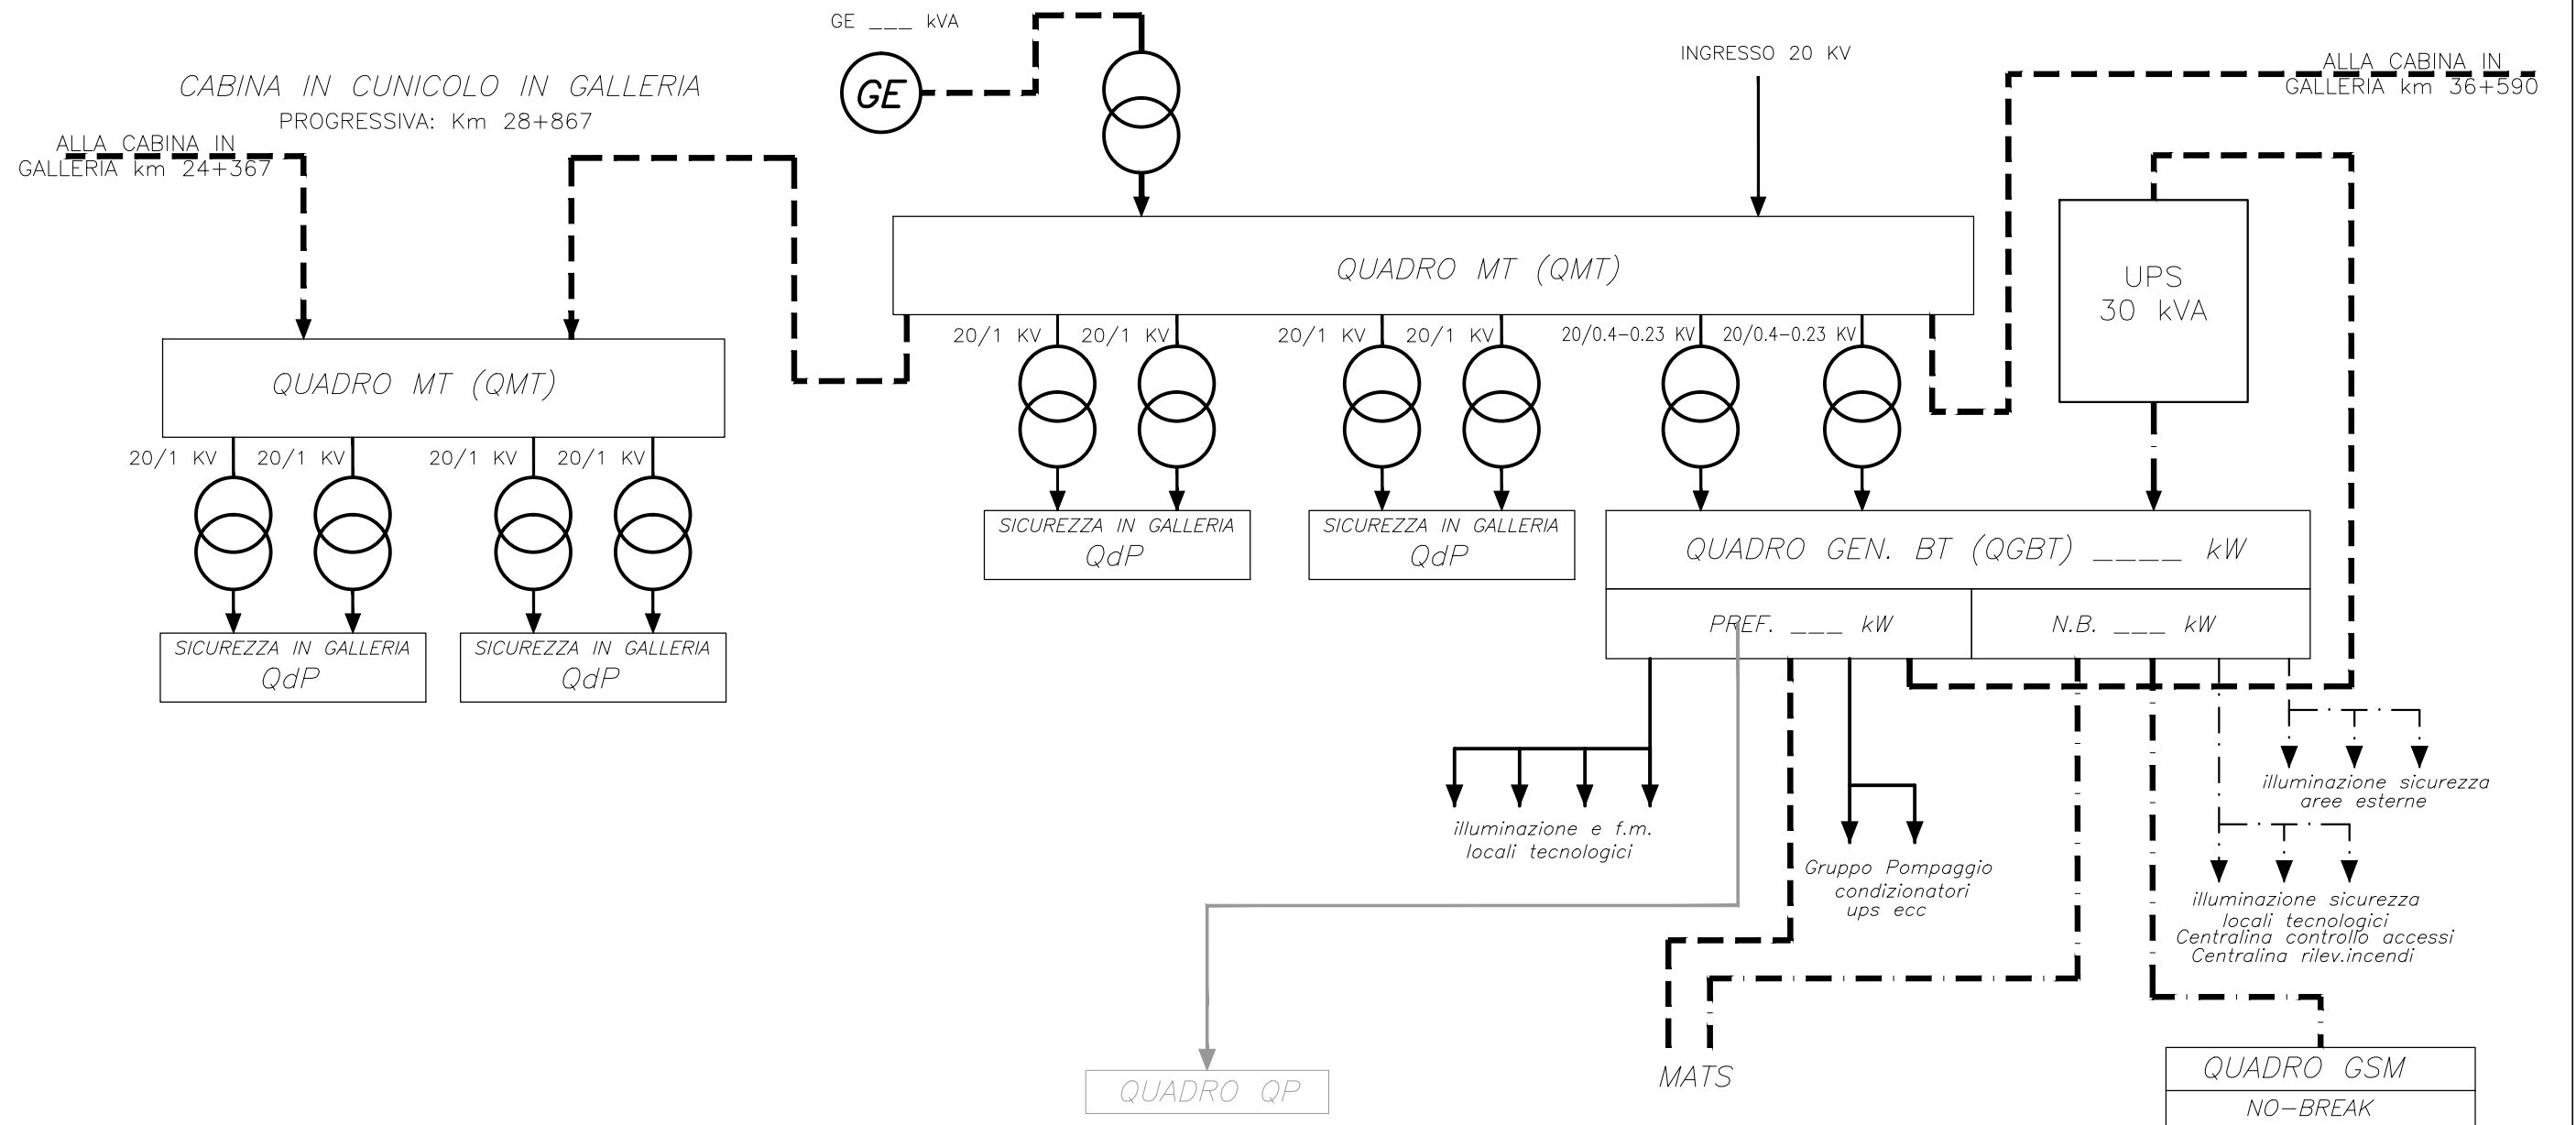 GE ___ kVA
GE
INGRESSO 20 KV
ALLA CABINA IN
GALLERIA km 36+590
CABINA IN CUNICOLO IN GALLERIA
PROGRESSIVA: Km 28+867
ALLA CABINA IN
GALLERIA km 24+367
QUADRO MT (QMT)
UPS
30 kVA
20/1 KV 20/1 KV 20/1 KV 20/1 KV 20/0.4-0.23 KV 20/0.4-0.23 KV
QUADRO MT (QMT)
20/1 KV 20/1 KV 20/1 KV 20/1 KV
SICUREZZA IN GALLERIA
QdP
SICUREZZA IN GALLERIA
QdP
QUADRO GEN. BT (QGBT) ____ kW
PREF. ___ kW
N.B. ___ kW
SICUREZZA IN GALLERIA
QdP
SICUREZZA IN GALLERIA
QdP
illuminazione sicurezza
aree esterne
illuminazione e f.m.
locali tecnologici
Gruppo Pompaggio
condizionatori
ups ecc
illuminazione sicurezza
locali tecnologici
Centralina controllo accessi
Centralina rilev.incendi
MATS
QUADRO QP
QUADRO GSM
NO-BREAK